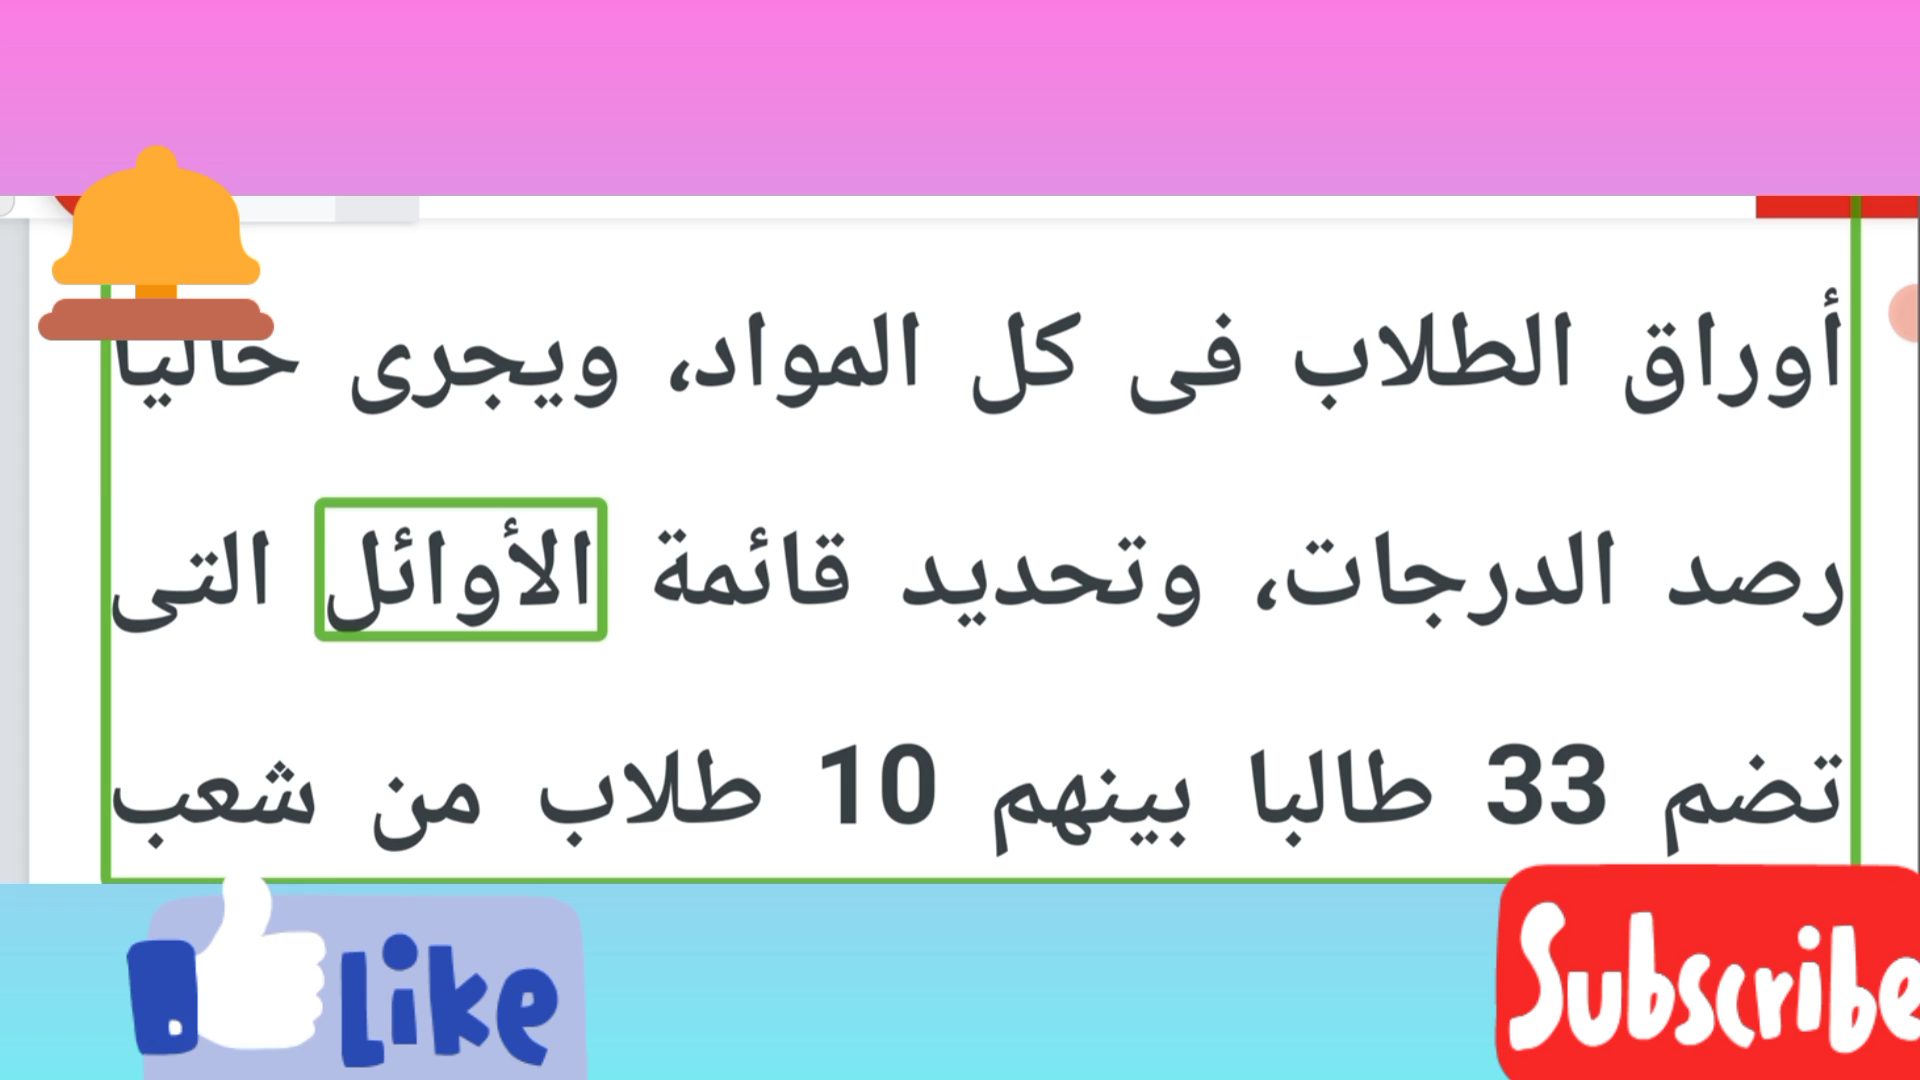 أوراق الطلاب فى كل المواد، ويجرى حاليا
رصد الدرجات، وتحديد قائمة الأوائل التى
تضم 33 طالبا بينهم 10 طلاب من شعب
Like
Subscribe